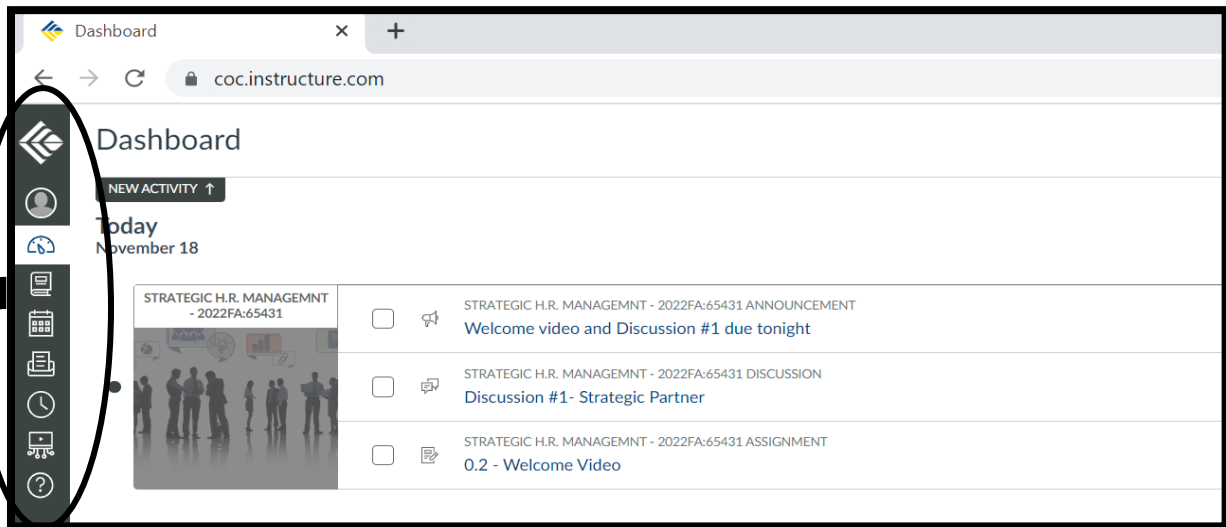 Dashboard
coc.instructure.com
Dashboard
NEW ACTIVITY ↑
Today
November 18
STRATEGIC H.R. MANAGEMNT
- 2022FA:65431
STRATEGIC H.R. MANAGEMNT - 2022FA:65431 ANNOUNCEMENT
Welcome video and Discussion #1 due tonight
STRATEGIC H.R. MANAGEMNT - 2022FA:65431 DISCUSSION
Discussion #1- Strategic Partner
STRATEGIC H.R. MANAGEMNT - 2022FA:65431 ASSIGNMENT
0.2 - Welcome Video